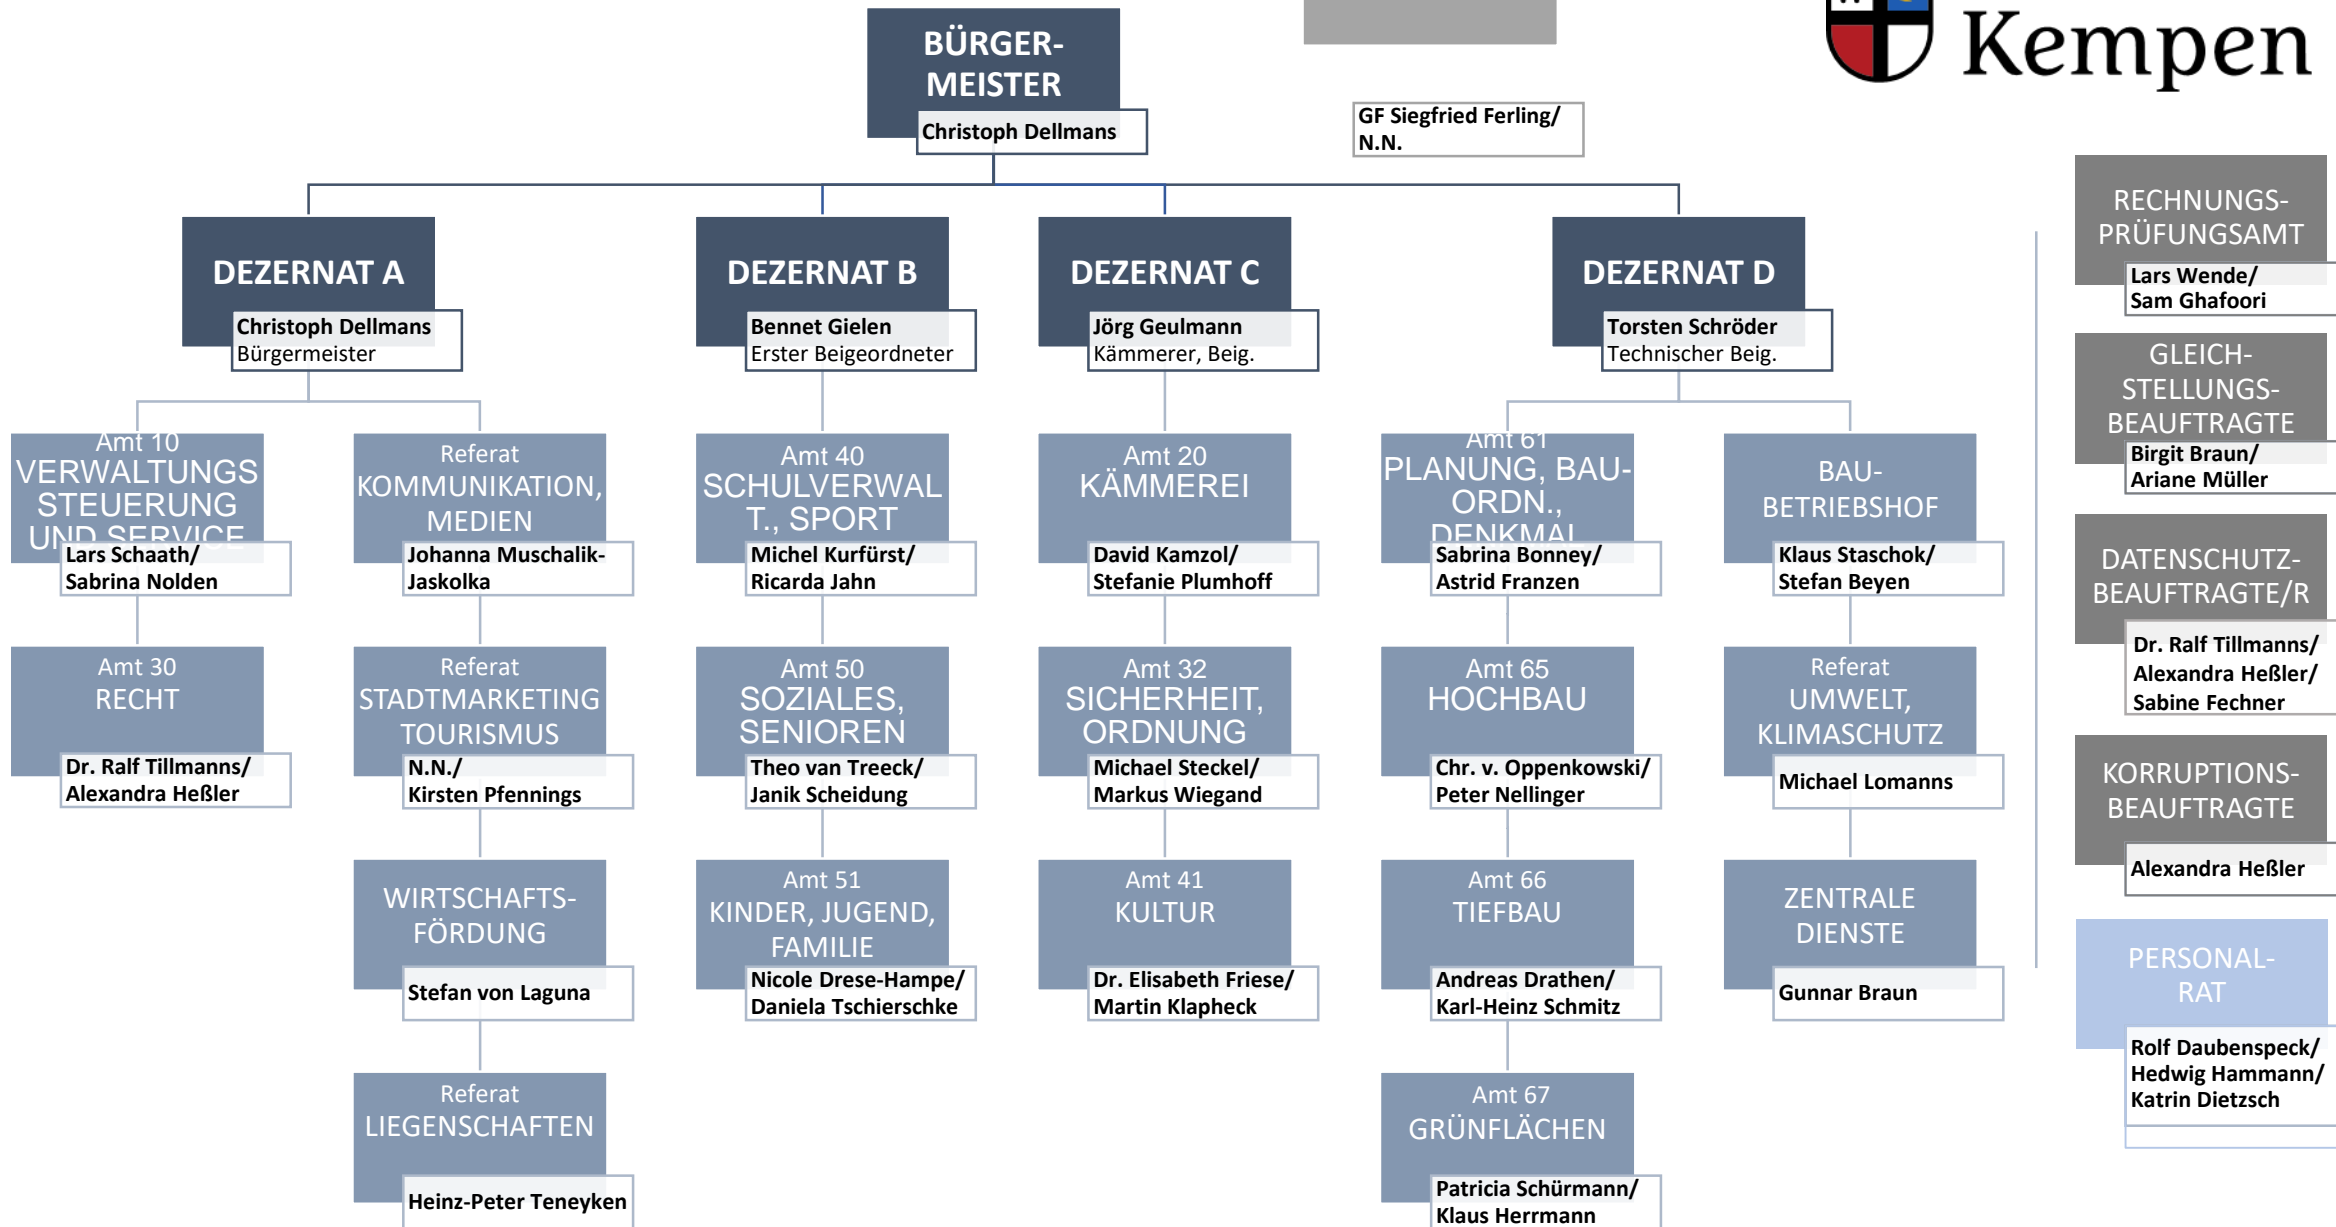 BÜRGER-
MEISTER
Christoph Dellmans
GF Siegfried Ferling/
N.N.
Kempen
DEZERNAT A
Christoph Dellmans
Bürgermeister
DEZERNAT B
Bennet Gielen
Erster Beigeordneter
DEZERNAT C
Jörg Geulmann
Kämmerer, Beig.
DEZERNAT D
Torsten Schröder
Technischer Beig.
Amt 10
VERWALTUNGS
STEUERUNG
UND SERVICE
Lars Schaath/
Sabrina Nolden
Amt 30
RECHT
Dr. Ralf Tillmanns/
Alexandra Heßler
Referat
KOMMUNIKATION,
MEDIEN
Johanna Muschalik-
Jaskolka
Referat
STADTMARKETING
TOURISMUS
N.N./
Kirsten Pfennings
WIRTSCHAFTS-
FÖRDUNG
Stefan von Laguna
Referat
LIEGENSCHAFTEN
Heinz-Peter Teneyken
Amt 40
SCHULVERWAL
T., SPORT
Michel Kurfürst/
Ricarda Jahn
Amt 50
SOZIALES,
SENIOREN
Theo van Treeck/
Janik Scheidung
Amt 51
KINDER, JUGEND,
FAMILIE
Nicole Drese-Hampe/
Daniela Tschierschke
Amt 20
KÄMMEREI
David Kamzol/
Stefanie Plumhoff
Amt 32
SICHERHEIT,
ORDNUNG
Michael Steckel/
Markus Wiegand
Amt 41
KULTUR
Dr. Elisabeth Friese/
Martin Klapheck
Amt 61
PLANUNG, BAU-
ORDN.,
DENKMAL
Sabrina Bonney/
Astrid Franzen
Amt 65
HOCHBAU
Chr. v. Oppenkowski/
Peter Nellinger
Amt 66
TIEFBAU
Andreas Drathen/
Karl-Heinz Schmitz
Amt 67
GRÜNFLÄCHEN
Patricia Schürmann/
Klaus Herrmann
BAU-
BETRIEBSHOF
Klaus Staschok/
Stefan Beyen
Referat
UMWELT,
KLIMASCHUTZ
Michael Lomanns
ZENTRALE
DIENSTE
Gunnar Braun
RECHNUNGS-
PRÜFUNGSAMT
Lars Wende/
Sam Ghafoori
GLEICH-
STELLUNGS-
BEAUFTRAGTE
Birgit Braun/
Ariane Müller
DATENSCHUTZ-
BEAUFTRAGTE/R
Dr. Ralf Tillmanns/
Alexandra Heßler/
Sabine Fechner
KORRUPTIONS-
BEAUFTRAGTE
Alexandra Heßler
PERSONAL-
RAT
Rolf Daubenspeck/
Hedwig Hammann/
Katrin Dietzsch